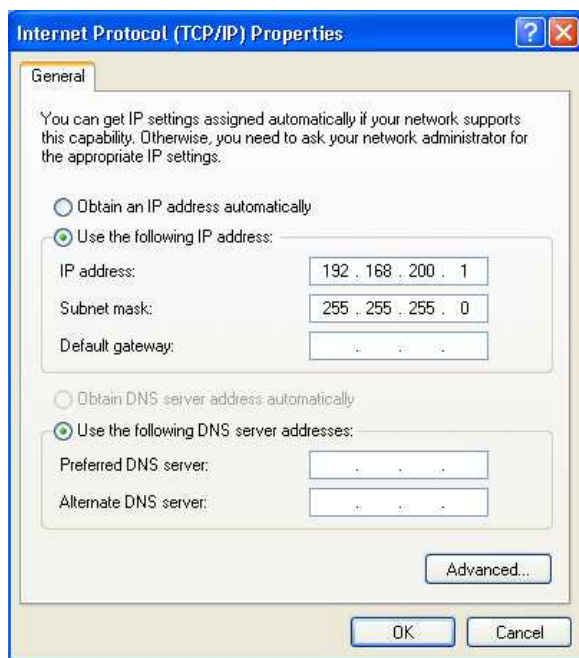 Internet Protocol (TCP/IP) Properties
General
You can get IP settings assigned automatically if your network supports
this capability. Otherwise, you need to ask your network administrator for
the appropriate IP settings.
Obtain an IP address automatically
Use the following IP address:
IP address: 192 . 168 . 200 . 1
Subnet mask: 255 . 255 . 255 . 0
Default gateway: . . .
Obtain DNS server address automatically
Use the following DNS server addresses:
Preferred DNS server: . . .
Alternate DNS server: . . .
Advanced...
OK Cancel